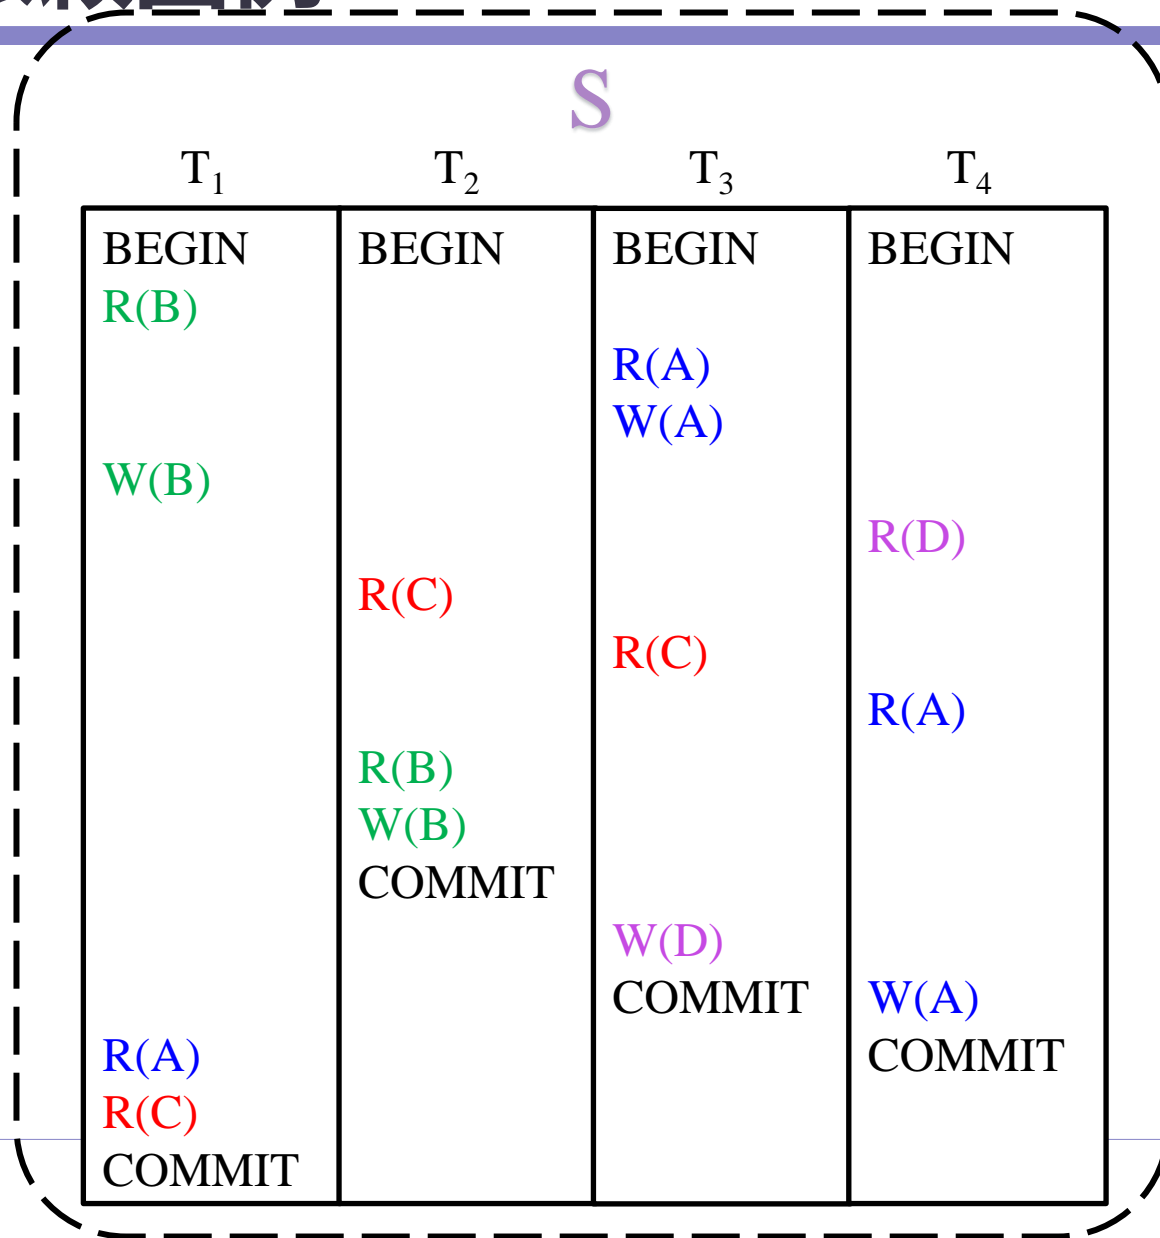 S
T₁ T₂ T₃ T₄
BEGIN BEGIN BEGIN BEGIN
R(B)
R(A)
W(A)
W(B)
R(D)
R(C)
R(C)
R(A)
R(B)
W(B)
COMMIT
W(D)
COMMIT W(A)
R(A) COMMIT
R(C)
COMMIT